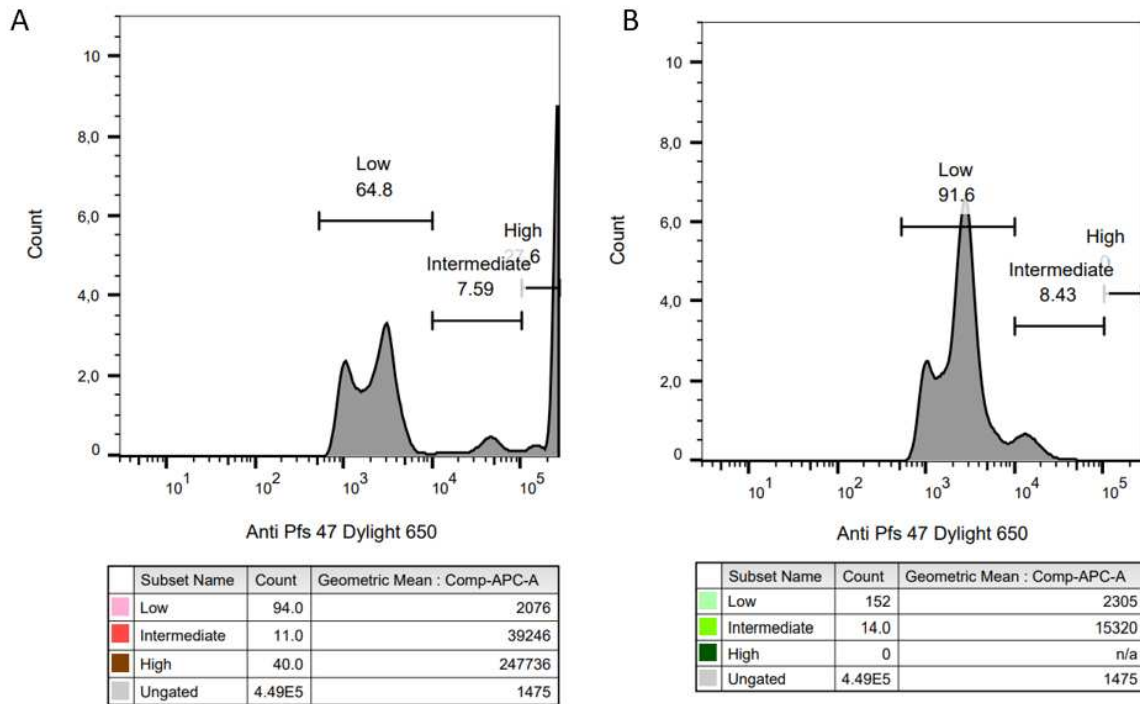 A
10
8,0
6,0
4,0
2,0
0
Count
Low
64.8
High
27.6
Intermediate
7.59
10^1 10^2 10^3 10^4 10^5
Anti Pfs 47 Dylight 650
Subset Name Count Geometric Mean : Comp-APC-A
Low 94.0 2076
Intermediate 11.0 39246
High 40.0 247736
Ungated 4.49E5 1475
B
10
8,0
6,0
4,0
2,0
0
Count
Low
91.6
High
0
Intermediate
8.43
10^1 10^2 10^3 10^4 10^5
Anti Pfs 47 Dylight 650
Subset Name Count Geometric Mean : Comp-APC-A
Low 152 2305
Intermediate 14.0 15320
High 0 n/a
Ungated 4.49E5 1475